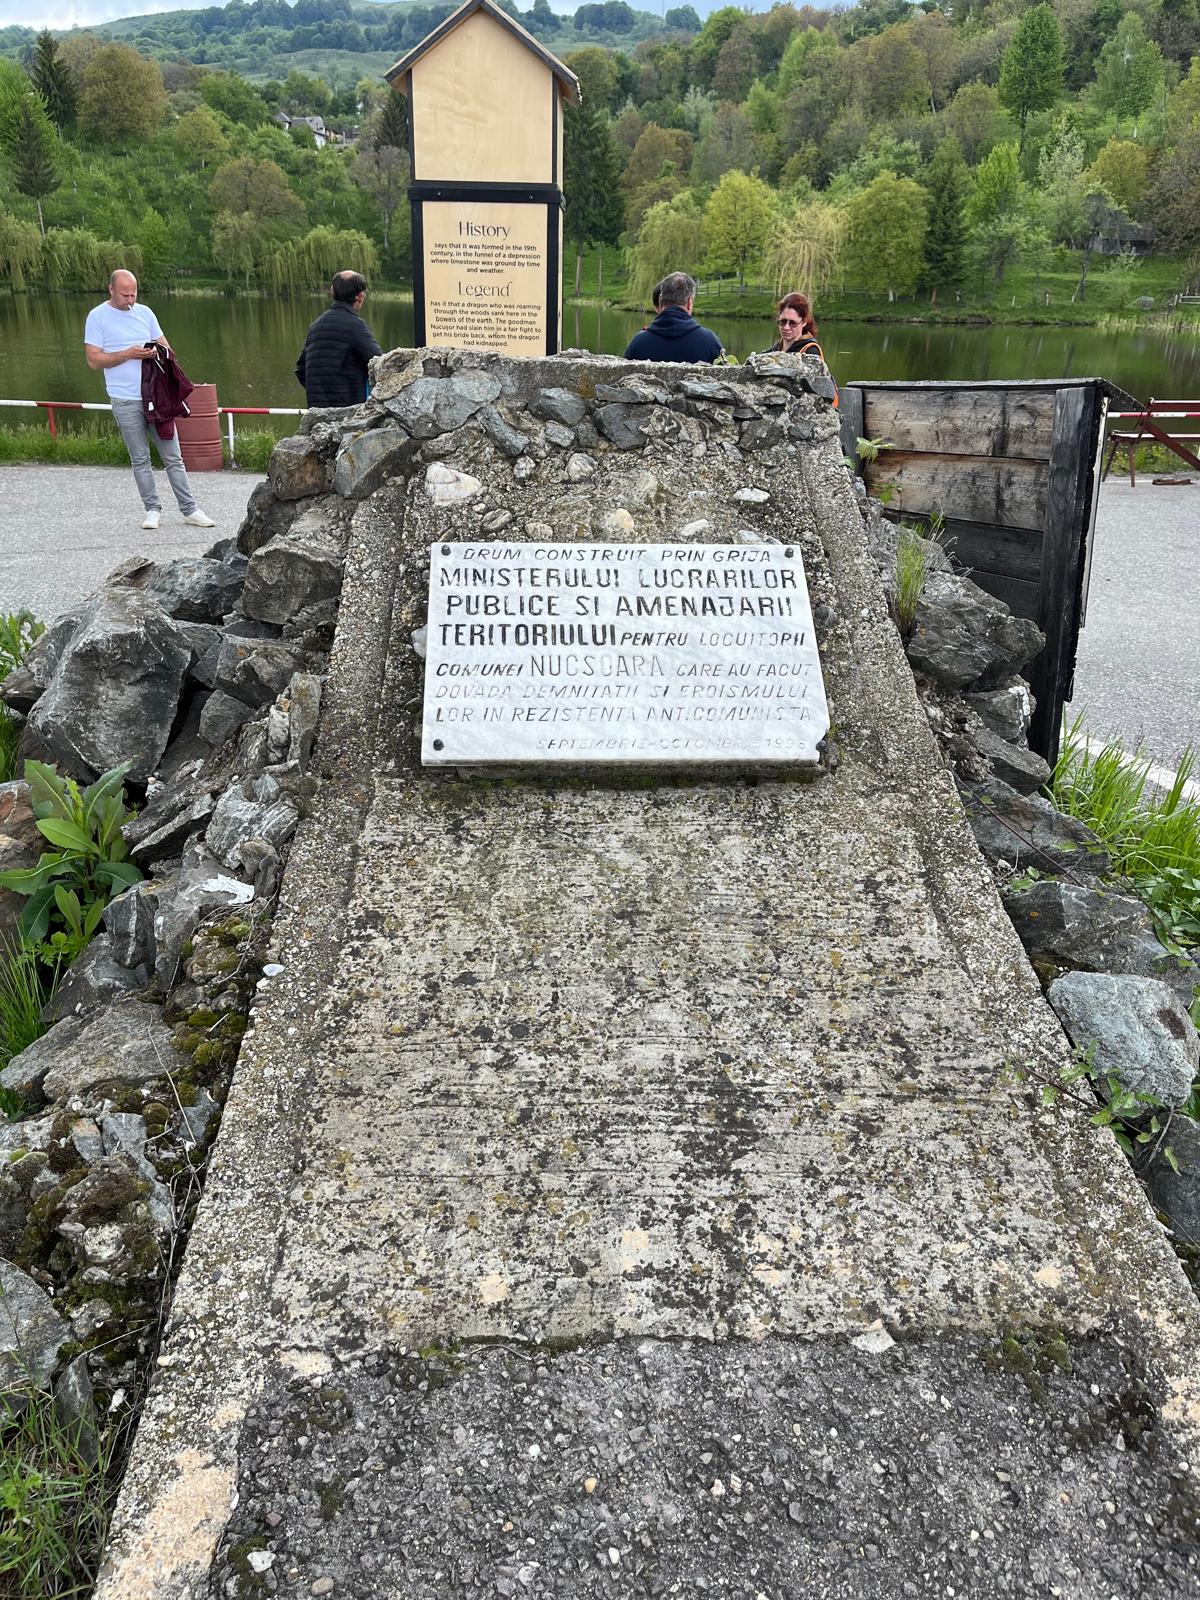 History
says that it was formed in the 19th
century, in the funnel of a depression
where limestone was ground by time
and weather.
Legend
has it that a dragon who was roaming
through the woods sank here in the
bowels of the earth. The goodman
Nucușor had slain him in a fair fight to
get his bride back, whom the dragon
had kidnapped.
DRUM CONSTRUIT PRIN GRIJA
MINISTERULUI LUCRARILOR
PUBLICE SI AMENAJARII
TERITORIULUI PENTRU LOCUITORII
COMUNEI NUCSOARA CARE AU FACUT
DOVADA DEMNITATII SI EROISMULUI
LOR IN REZISTENTA ANTICOMUNISTA
SEPTEMBRIE-OCTOMBRIE